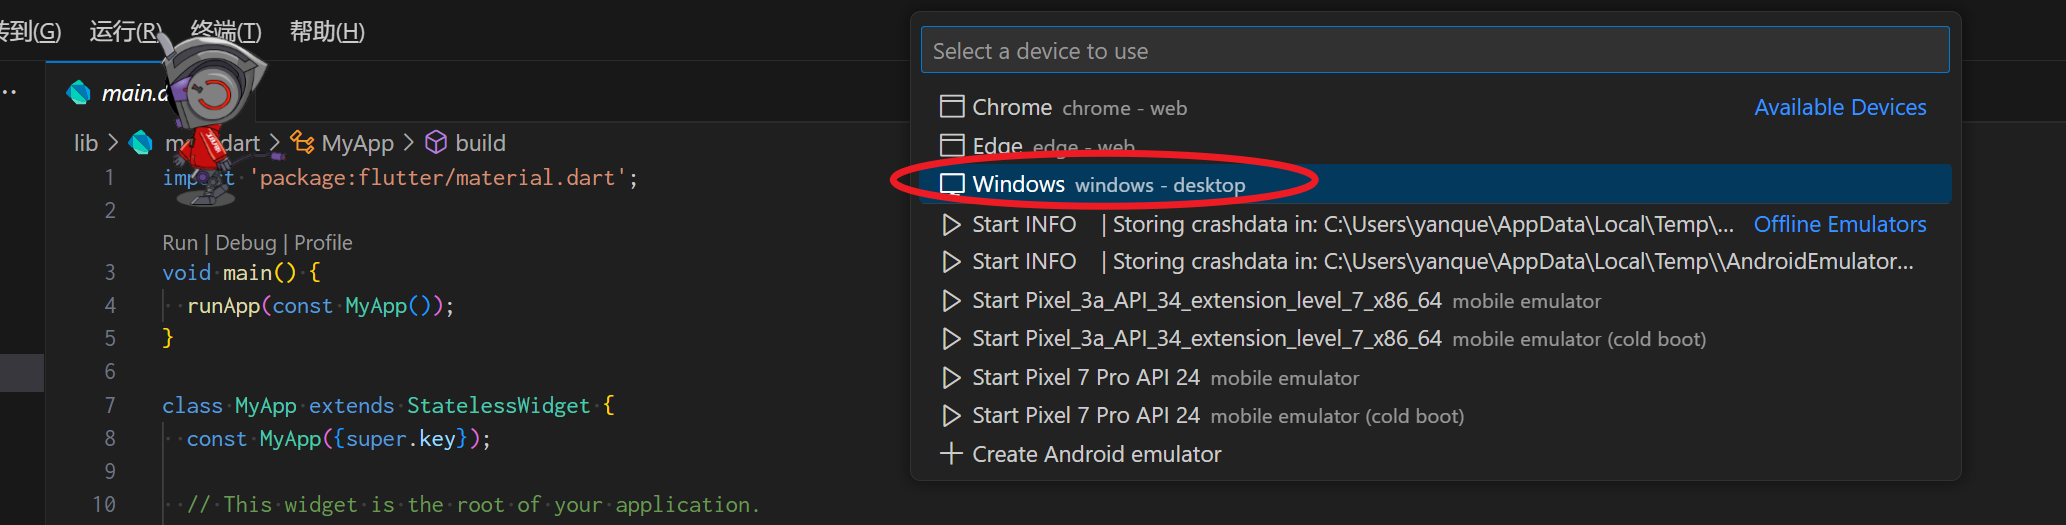 转到(G) 运行(R) 终端(T) 帮助(H)
main.d
lib > main.dart > MyApp > build
1 import 'package:flutter/material.dart';
2
Run | Debug | Profile
3 void main() {
4 runApp(const MyApp());
5 }
6
7 class MyApp extends StatelessWidget {
8 const MyApp({super.key});
9
10 // This widget is the root of your application.
Select a device to use
Chrome chrome - web Available Devices
Edge edge - web
Windows windows - desktop
Start INFO | Storing crashdata in: C:\Users\yanque\AppData\Local\Temp\... Offline Emulators
Start INFO | Storing crashdata in: C:\Users\yanque\AppData\Local\Temp\\AndroidEmulator...
Start Pixel_3a_API_34_extension_level_7_x86_64 mobile emulator
Start Pixel_3a_API_34_extension_level_7_x86_64 mobile emulator (cold boot)
Start Pixel 7 Pro API 24 mobile emulator
Start Pixel 7 Pro API 24 mobile emulator (cold boot)
Create Android emulator